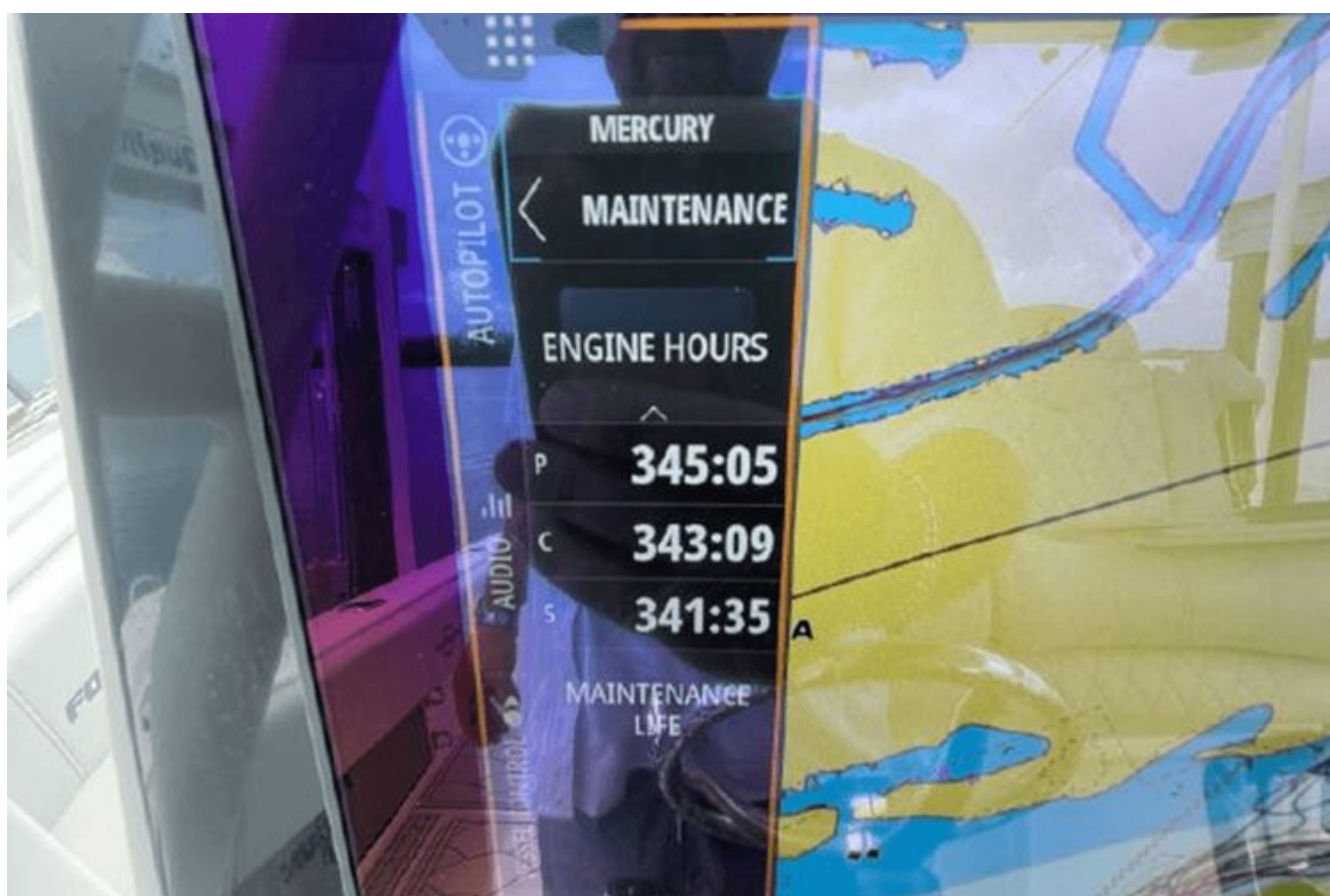 MERCURY
MAINTENANCE
AUTOPILOT
ENGINE HOURS
P 345:05
C 343:09
S 341:35
AUDIO
A
MAINTENANCE
LIFE